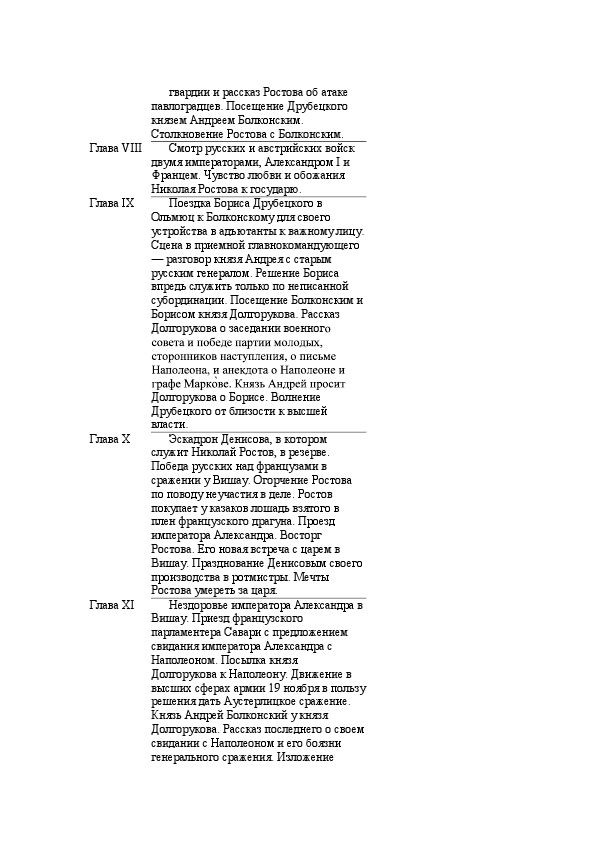 гвардии и рассказ Ростова об атаке
павлоградцев. Посещение Друбецкого
князем Андреем Болконским.
Столкновение Ростова с Болконским.
Глава VIII Смотр русских и австрийских войск
двумя императорами, Александром I и
Францем. Чувство любви и обожания
Николая Ростова к государю.
Глава IX Поездка Бориса Друбецкого в
Ольмюц к Болконскому для своего
устройства в адъютанты к важному лицу.
Сцена в приемной главнокомандующего
— разговор князя Андрея с старым
русским генералом. Решение Бориса
впредь служить только по неписанной
субординации. Посещение Болконским и
Борисом князя Долгорукова. Рассказ
Долгорукова о заседании военного
совета и победе партии молодых,
сторонников наступления, о письме
Наполеона, и анекдота о Наполеоне и
графе Марко̀ве. Князь Андрей просит
Долгорукова о Борисе. Волнение
Друбецкого от близости к высшей
власти.
Глава X Эскадрон Денисова, в котором
служит Николай Ростов, в резерве.
Победа русских над французами в
сражении у Вишау. Огорчение Ростова
по поводу неучастия в деле. Ростов
покупает у казаков лошадь взятого в
плен французского драгуна. Проезд
императора Александра. Восторг
Ростова. Его новая встреча с царем в
Вишау. Празднование Денисовым своего
производства в ротмистры. Мечты
Ростова умереть за царя.
Глава XI Нездоровье императора Александра в
Вишау. Приезд французского
парламентера Савари с предложением
свидания императора Александра с
Наполеоном. Посылка князя
Долгорукова к Наполеону. Движение в
высших сферах армии 19 ноября в пользу
решения дать Аустерлицкое сражение.
Князь Андрей Болконский у князя
Долгорукова. Рассказ последнего о своем
свидании с Наполеоном и его боязни
генерального сражения. Изложение